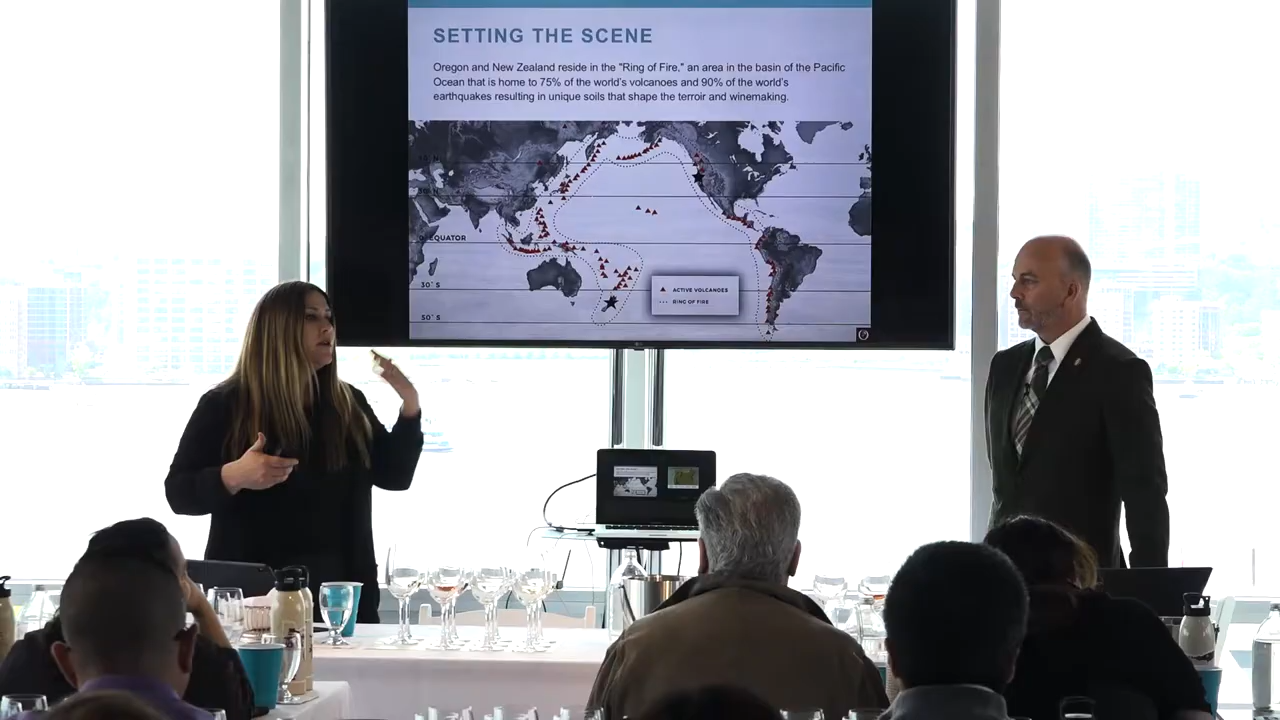 SETTING THE SCENE
Oregon and New Zealand reside in the "Ring of Fire," an area in the basin of the Pacific
Ocean that is home to 75% of the world's volcanoes and 90% of the world's
earthquakes resulting in unique soils that shape the terroir and winemaking.
EQUATOR
30° S
50° S
ACTIVE VOLCANOES
RING OF FIRE
LG